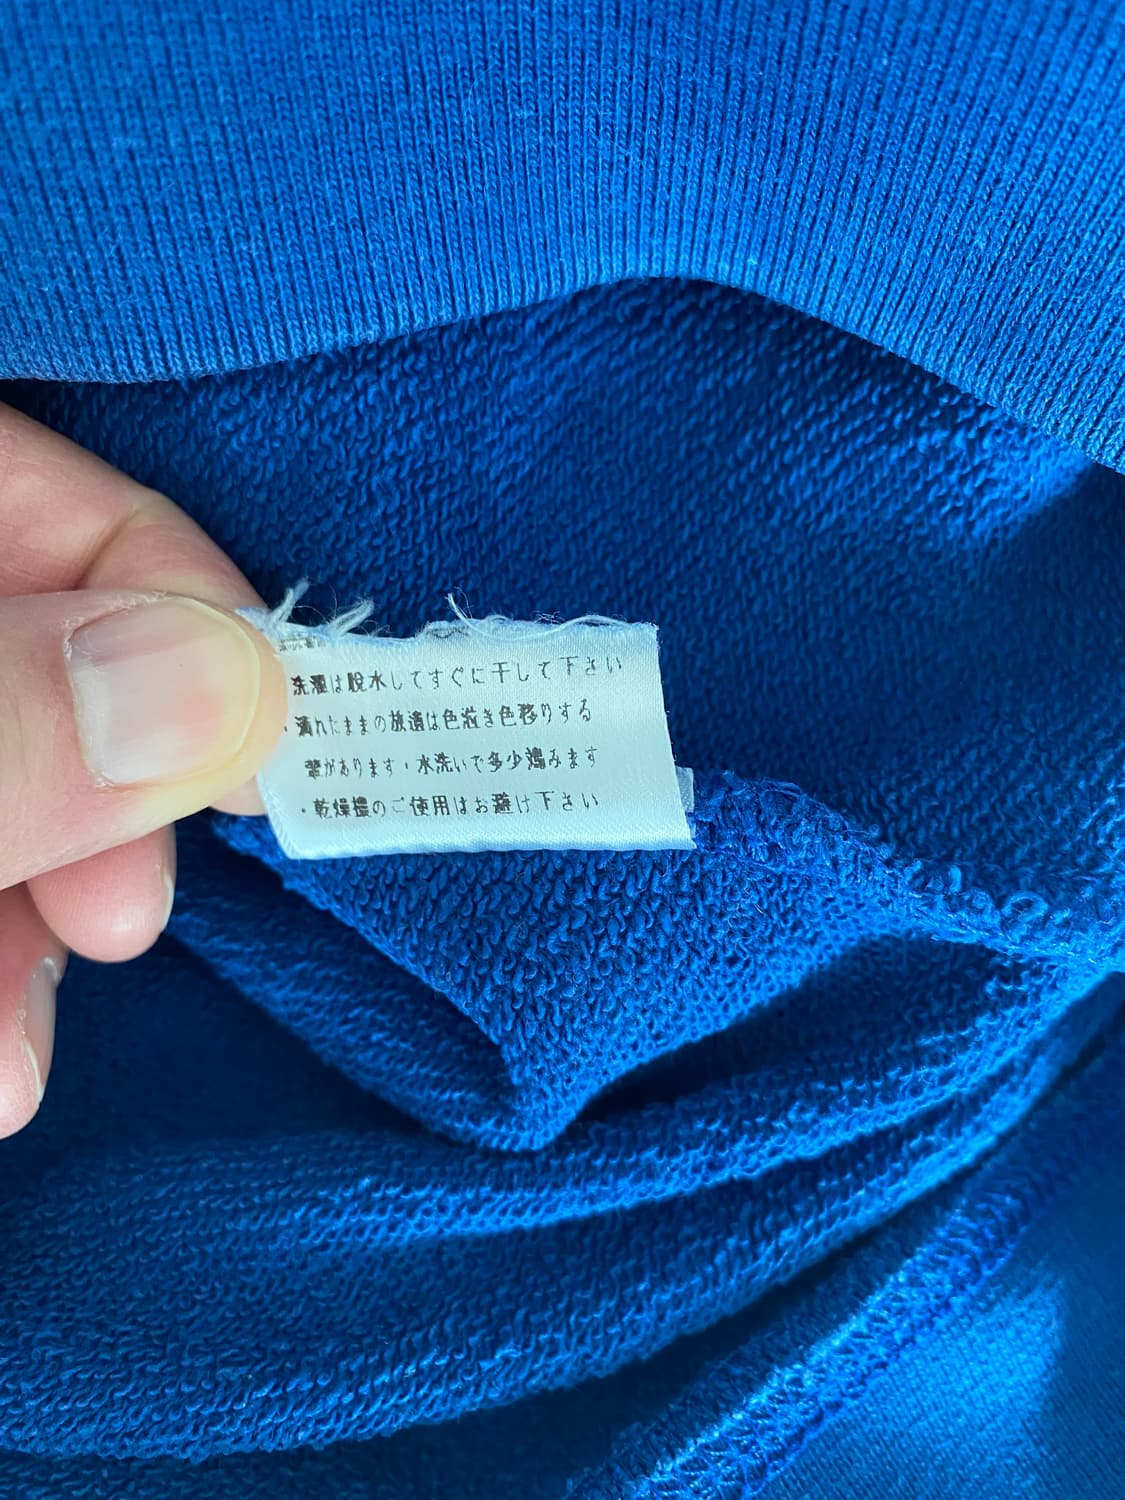 洗濯は脱水してすぐに干して下さい
・濡れたままの放置は色泣き色移りする
事があります・水洗いで多少縮みます
・乾燥機のご使用はお避け下さい